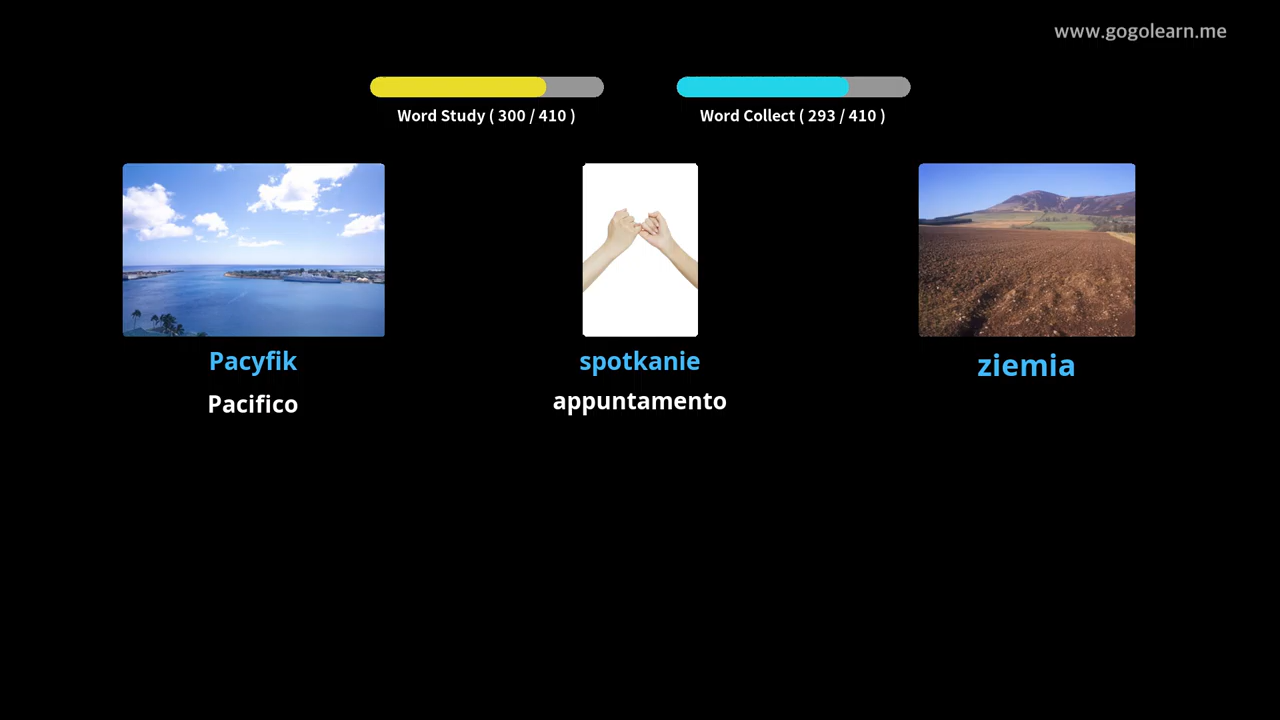 www.gogolearn.me
Word Study ( 300 / 410 )
Word Collect ( 293 / 410 )
Pacyfik
Pacifico
spotkanie
appuntamento
ziemia